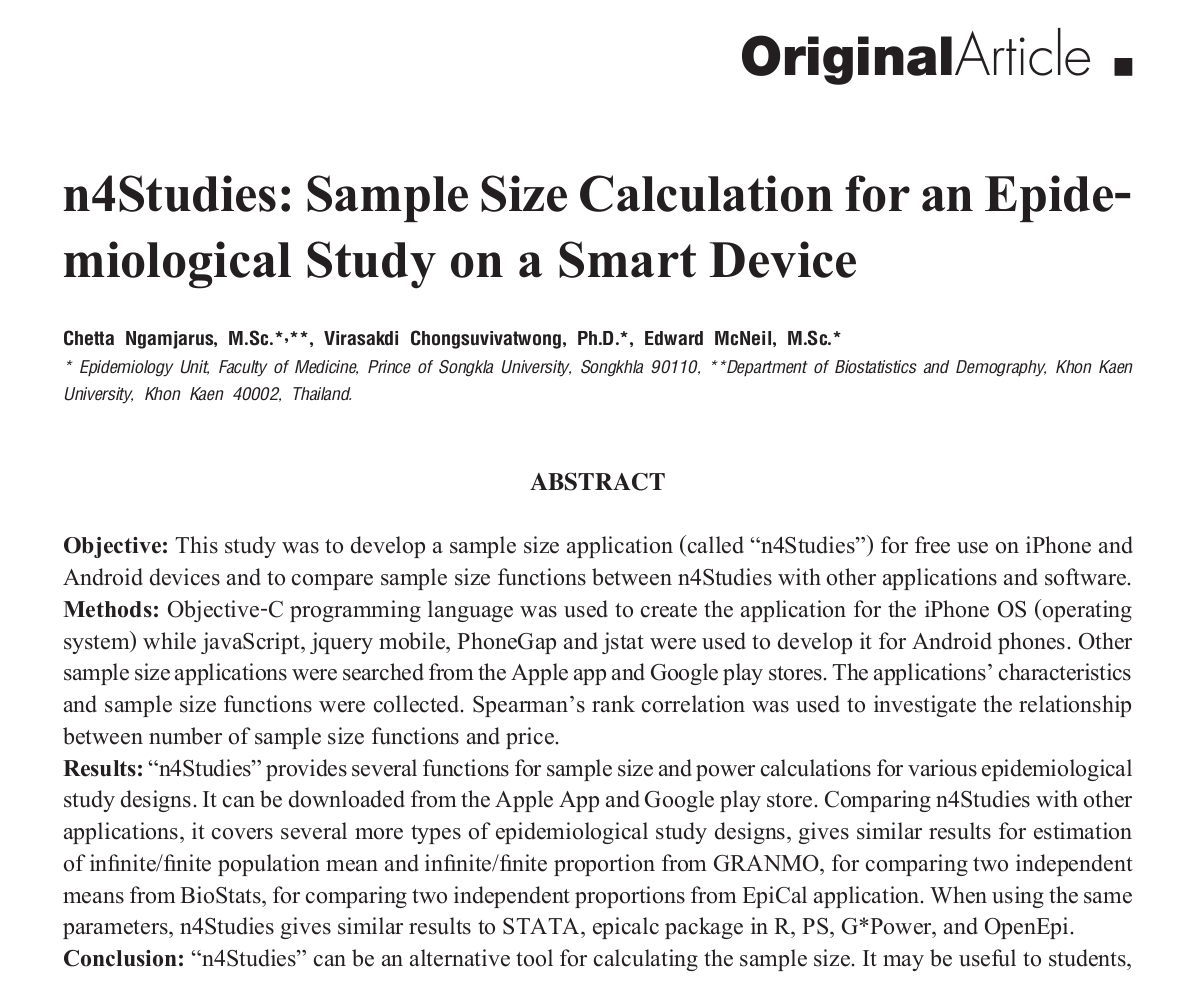 OriginalArticle ■
n4Studies: Sample Size Calculation for an Epide-
miological Study on a Smart Device
Chetta Ngamjarus, M.Sc.*,**, Virasakdi Chongsuvivatwong, Ph.D.*, Edward McNeil, M.Sc.*
* Epidemiology Unit, Faculty of Medicine, Prince of Songkla University, Songkhla 90110, **Department of Biostatistics and Demography, Khon Kaen
University, Khon Kaen 40002, Thailand.
ABSTRACT
Objective: This study was to develop a sample size application (called “n4Studies”) for free use on iPhone and
Android devices and to compare sample size functions between n4Studies with other applications and software.
Methods: Objective-C programming language was used to create the application for the iPhone OS (operating
system) while javaScript, jquery mobile, PhoneGap and jstat were used to develop it for Android phones. Other
sample size applications were searched from the Apple app and Google play stores. The applications’ characteristics
and sample size functions were collected. Spearman’s rank correlation was used to investigate the relationship
between number of sample size functions and price.
Results: “n4Studies” provides several functions for sample size and power calculations for various epidemiological
study designs. It can be downloaded from the Apple App and Google play store. Comparing n4Studies with other
applications, it covers several more types of epidemiological study designs, gives similar results for estimation
of infinite/finite population mean and infinite/finite proportion from GRANMO, for comparing two independent
means from BioStats, for comparing two independent proportions from EpiCal application. When using the same
parameters, n4Studies gives similar results to STATA, epicalc package in R, PS, G*Power, and OpenEpi.
Conclusion: “n4Studies” can be an alternative tool for calculating the sample size. It may be useful to students,